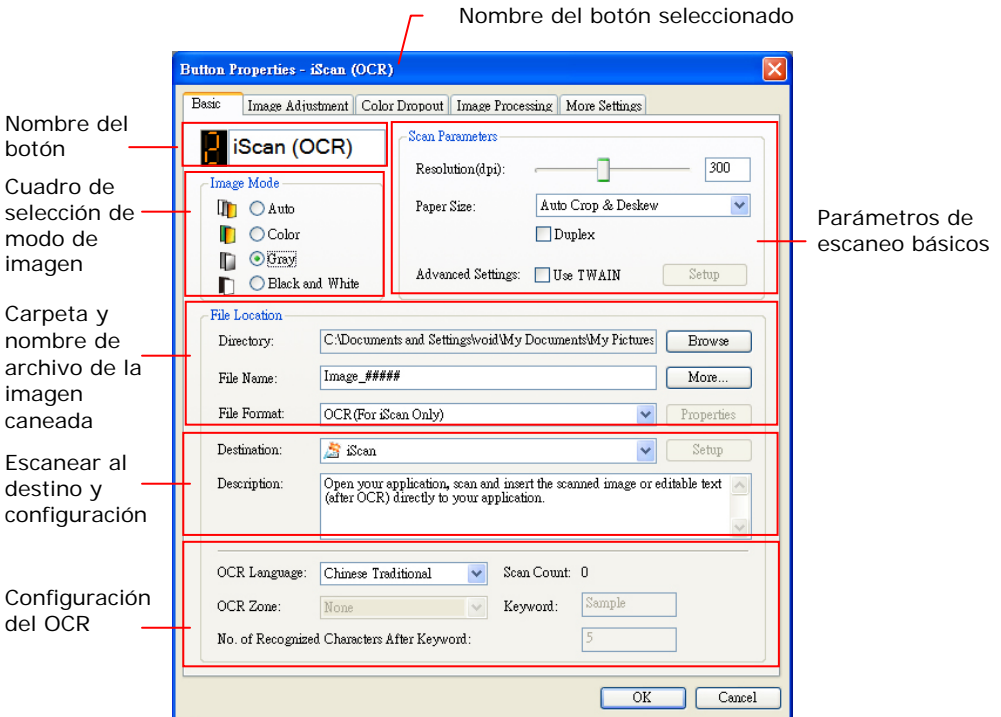 Nombre del botón seleccionado
Button Properties - iScan (OCR)
Basic Image Adjustment Color Dropout Image Processing More Settings
Nombre del
botón
2 iScan (OCR)
Cuadro de
selección de
modo de
imagen
Image Mode
Auto
Color
Gray
Black and White
Scan Parameters
Resolution(dpi): 300
Paper Size: Auto Crop & Deskew
Duplex
Advanced Settings: Use TWAIN Setup
Parámetros de
escaneo básicos
Carpeta y
nombre de
archivo de la
imagen
caneada
File Location
Directory: C:\Documents and Settings\void\My Documents\My Pictures Browse
File Name: Image_##### More...
File Format: OCR(For iScan Only) Properties
Escanear al
destino y
configuración
Destination: iScan Setup
Description: Open your application, scan and insert the scanned image or editable text
(after OCR) directly to your application.
Configuración
del OCR
OCR Language: Chinese Traditional Scan Count: 0
OCR Zone: None Keyword: Sample
No. of Recognized Characters After Keyword: 5
OK Cancel